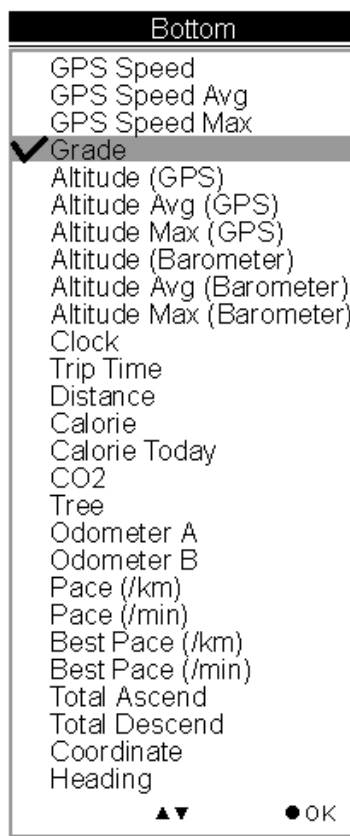 Bottom
GPS Speed
GPS Speed Avg
GPS Speed Max
Grade
Altitude (GPS)
Altitude Avg (GPS)
Altitude Max (GPS)
Altitude (Barometer)
Altitude Avg (Barometer)
Altitude Max (Barometer)
Clock
Trip Time
Distance
Calorie
Calorie Today
CO2
Tree
Odometer A
Odometer B
Pace (/km)
Pace (/min)
Best Pace (/km)
Best Pace (/min)
Total Ascend
Total Descend
Coordinate
Heading
▲▼ ●OK